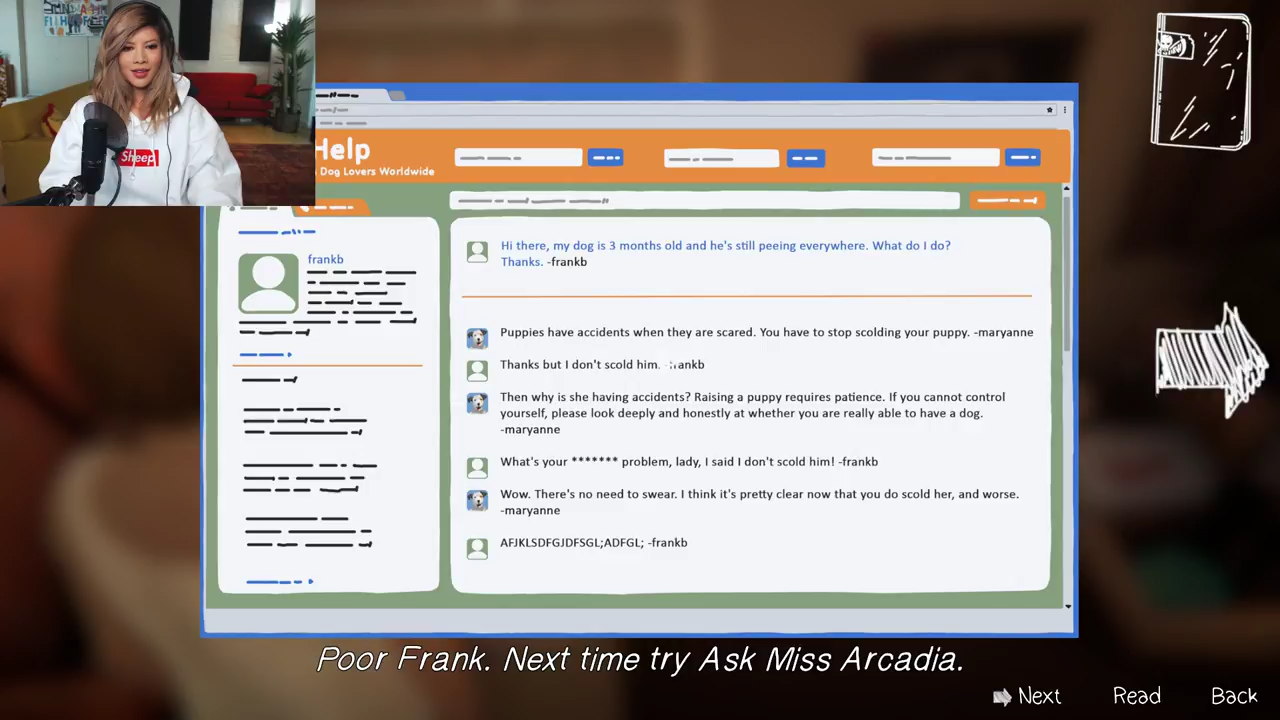 Sheep
Help
Dog Lovers Worldwide
frankb
Hi there, my dog is 3 months old and he's still peeing everywhere. What do I do?
Thanks. -frankb
Puppies have accidents when they are scared. You have to stop scolding your puppy. -maryanne
Thanks but I don't scold him. -frankb
Then why is she having accidents? Raising a puppy requires patience. If you cannot control
yourself, please look deeply and honestly at whether you are really able to have a dog.
-maryanne
What's your ******* problem, lady, I said I don't scold him! -frankb
Wow. There's no need to swear. I think it's pretty clear now that you do scold her, and worse.
-maryanne
AFJKLSDFGJDFSGL;ADFGL; -frankb
Poor Frank. Next time try Ask Miss Arcadia.
Next Read Back